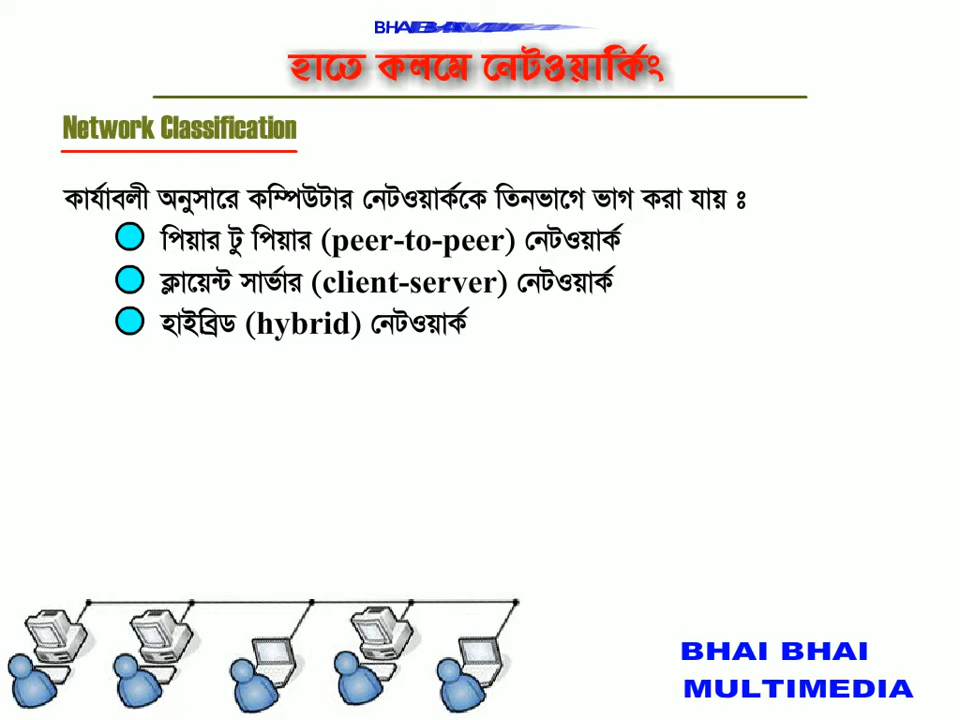 হাতে কলমে নেটওয়ার্কিং
Network Classification
কার্যাবলী অনুসারে কম্পিউটার নেটওয়ার্ককে তিনভাগে ভাগ করা যায় ঃ
পিয়ার টু পিয়ার (peer-to-peer) নেটওয়ার্ক
ক্লায়েন্ট সার্ভার (client-server) নেটওয়ার্ক
হাইব্রিড (hybrid) নেটওয়ার্ক
BHAI BHAI
MULTIMEDIA